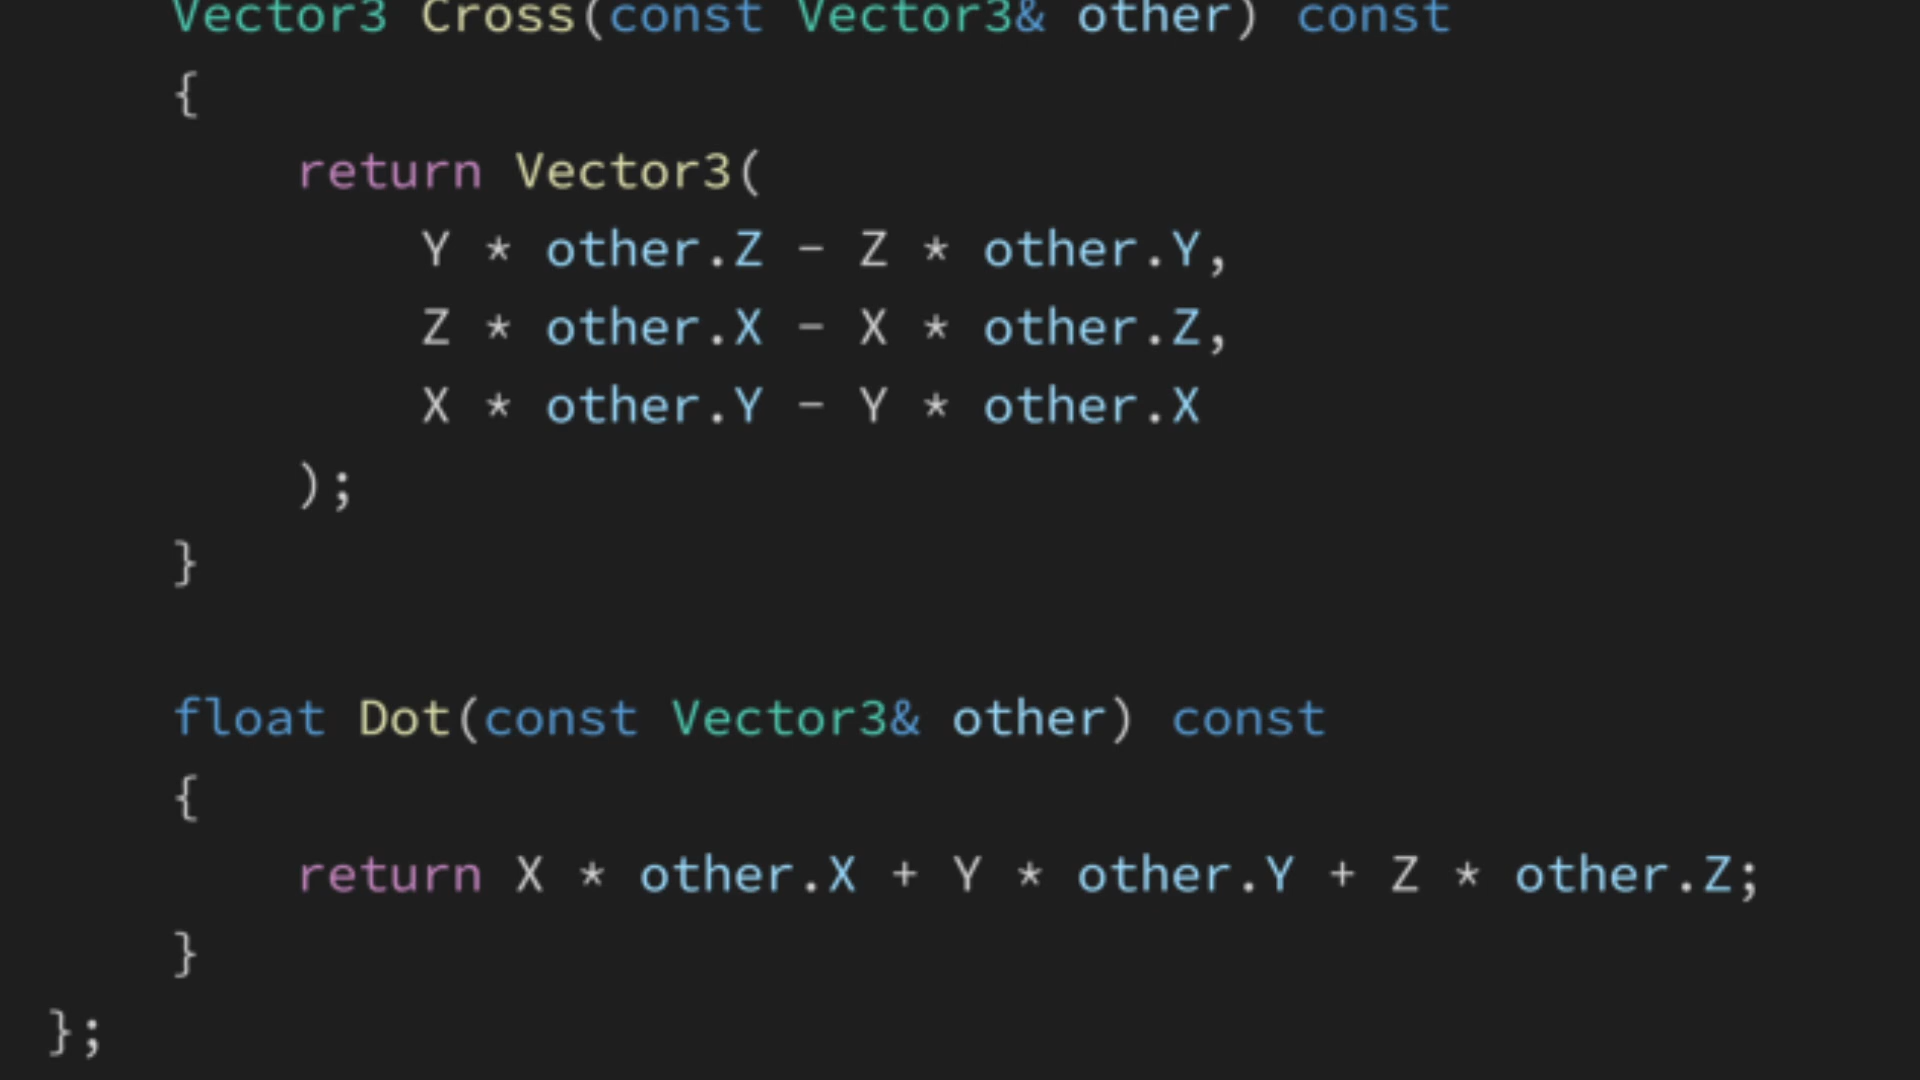 Vector3 Cross(const Vector3& other) const
{
return Vector3(
Y * other.Z - Z * other.Y,
Z * other.X - X * other.Z,
X * other.Y - Y * other.X
);
}
float Dot(const Vector3& other) const
{
return X * other.X + Y * other.Y + Z * other.Z;
}
};